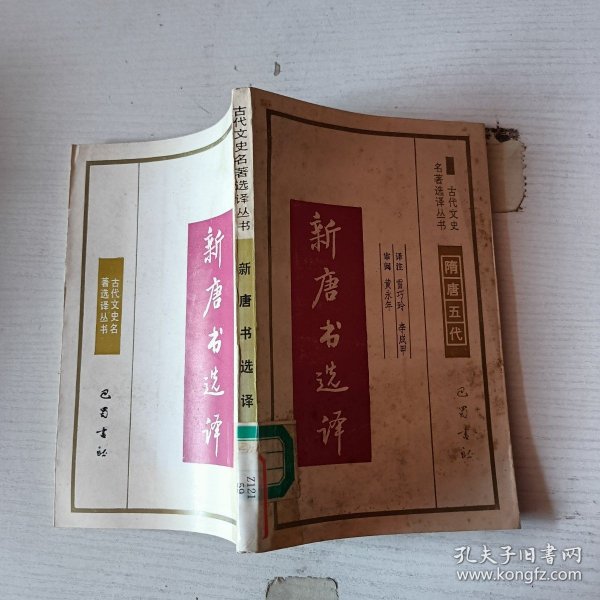 古代文史
名著选译丛书
隋唐五代
译注 雷巧玲 李成甲
审阅 黄永年
新唐书选译
巴蜀书社
古代文史名著选译丛书
新唐书选译
Z121
59
新唐书选译
古代文史名
著选译丛书
巴蜀书社
孔夫子旧书网
www.kongfz.com